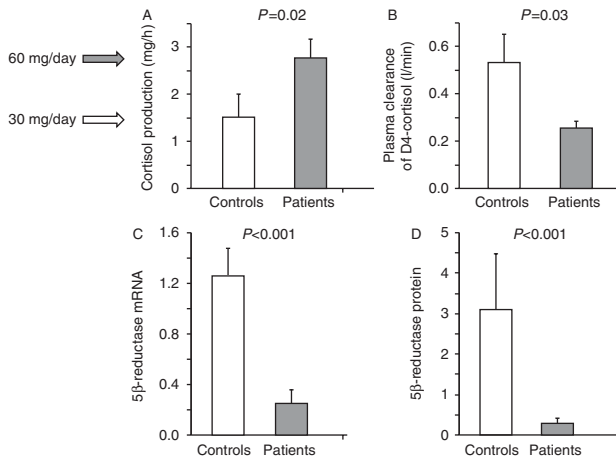 A
P=0.02
Cortisol production (mg/h)
60 mg/day
30 mg/day
3
2
1
0
Controls
Patients
B
P=0.03
Plasma clearance
of D4-cortisol (l/min)
0.6
0.4
0.2
0.0
Controls
Patients
C
P<0.001
5β-reductase mRNA
1.6
1.2
0.8
0.4
0.0
Controls
Patients
D
P<0.001
5β-reductase protein
5
4
3
2
1
0
Controls
Patients